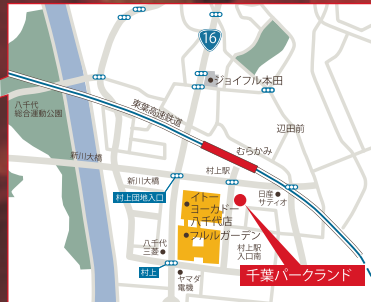 16
ジョイフル本田
八千代
総合運動公園
東葉高速鉄道
辺田前
むらかみ
新川大橋
村上駅
新川大橋
村上団地入口
日産
サティオ
イトー
ヨーカドー
八千代店
フルルガーデン
八千代
三菱
村上駅
入口南
村上
ヤマダ
電機
千葉パークランド